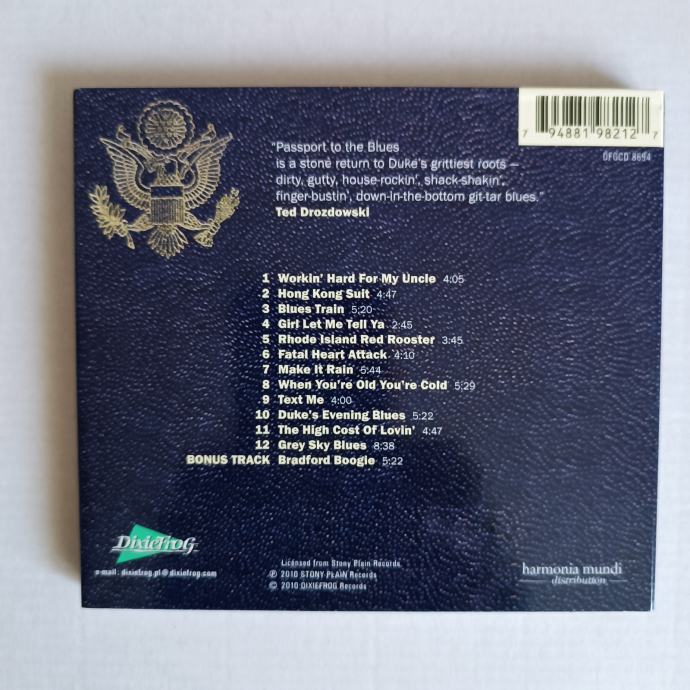 "Passport to the Blues
is a stone return to Duke's grittiest roots –
dirty, gutty, house-rockin', shack-shakin',
finger-bustin', down-in-the-bottom git-tar blues."
Ted Drozdowski
7 94881 98212 7
DFGCD 8694
1 Workin' Hard For My Uncle 4:05
2 Hong Kong Suit 4:47
3 Blues Train 5:20
4 Girl Let Me Tell Ya 2:45
5 Rhode Island Red Rooster 3:45
6 Fatal Heart Attack 4:10
7 Make It Rain 5:44
8 When You're Old You're Cold 5:29
9 Text Me 4:00
10 Duke's Evening Blues 5:22
11 The High Cost Of Lovin' 4:47
12 Grey Sky Blues 8:38
BONUS TRACK Bradford Boogie 5:22
DixieFrog
e-mail: dixiefrog.pl@dixiefrog.com
Licensed from Stony Plain Records
℗ 2010 STONY PLAIN Records
© 2010 DIXIEFROG Records
harmonia mundi
distribution